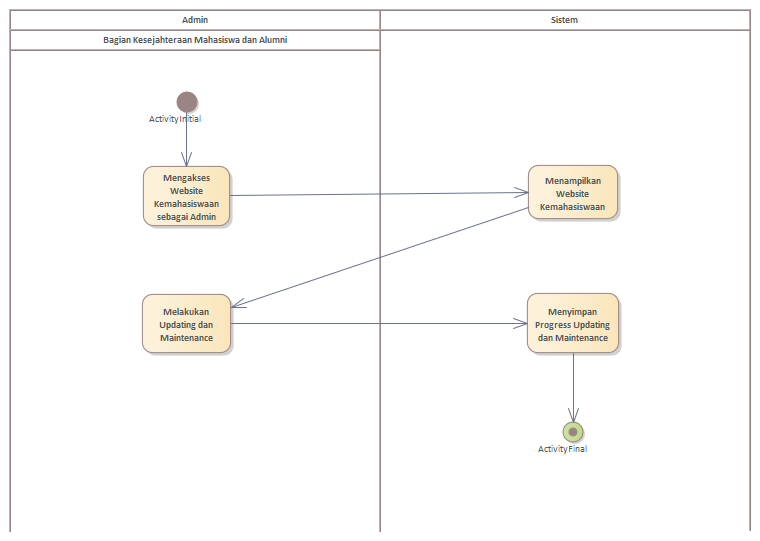 Admin
Sistem
Bagian Kesejahteraan Mahasiswa dan Alumni
ActivityInitial
Mengakses
Website
Kemahasiswaan
sebagai Admin
Menampilkan
Website
Kemahasiswaan
Melakukan
Updating dan
Maintenance
Menyimpan
Progress Updating
dan Maintenance
ActivityFinal